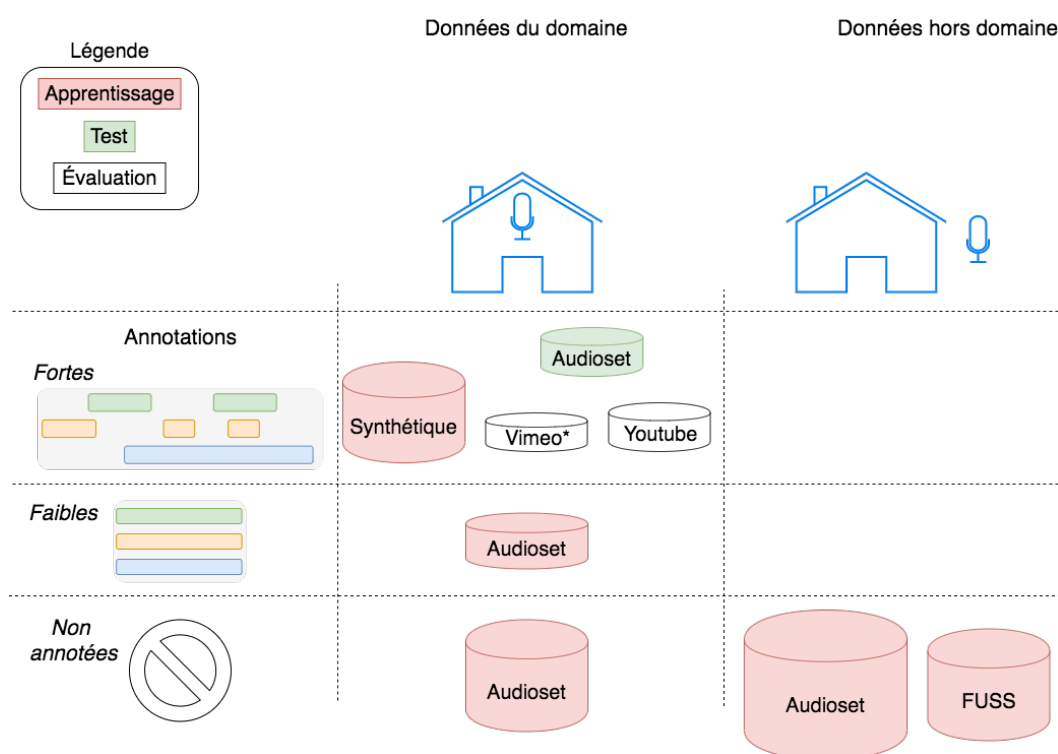 Données du domaine
Données hors domaine
Légende
Apprentissage
Test
Évaluation
Annotations
Fortes
Audioset
Synthétique
Vimeo*
Youtube
Faibles
Audioset
Non
annotées
Audioset
Audioset
FUSS